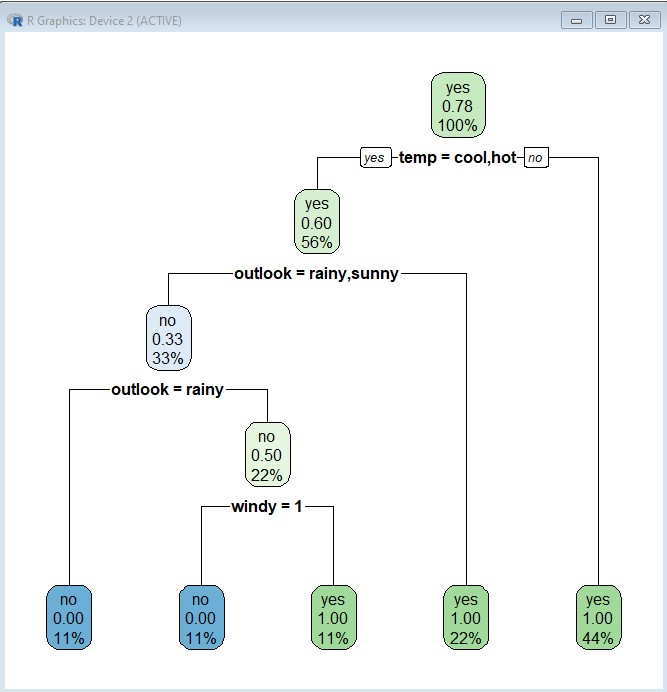 R Graphics: Device 2 (ACTIVE)
yes
0.78
100%
yes temp = cool,hot no
yes
0.60
56%
outlook = rainy,sunny
no
0.33
33%
outlook = rainy
no
0.50
22%
windy = 1
no
0.00
11%
no
0.00
11%
yes
1.00
11%
yes
1.00
22%
yes
1.00
44%